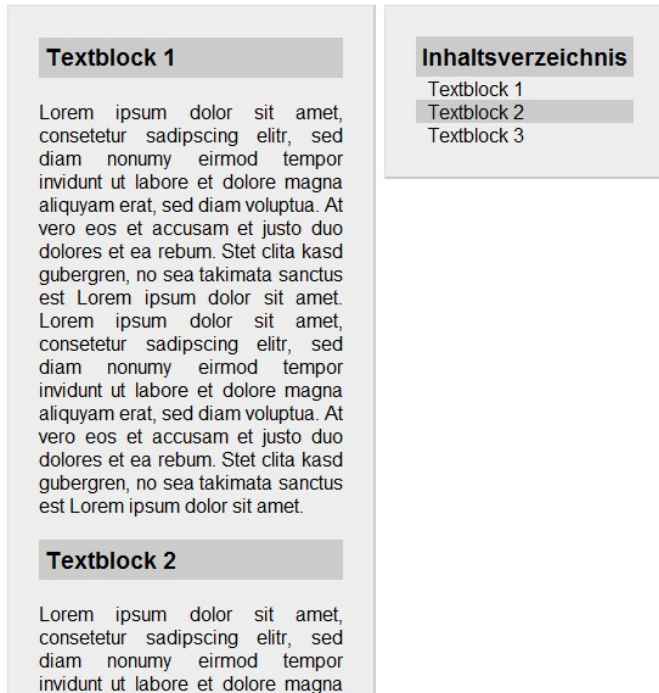 Textblock 1
Lorem ipsum dolor sit amet,
consetetur sadipscing elitr, sed
diam nonumy eirmod tempor
invidunt ut labore et dolore magna
aliquyam erat, sed diam voluptua. At
vero eos et accusam et justo duo
dolores et ea rebum. Stet clita kasd
gubergren, no sea takimata sanctus
est Lorem ipsum dolor sit amet.
Lorem ipsum dolor sit amet,
consetetur sadipscing elitr, sed
diam nonumy eirmod tempor
invidunt ut labore et dolore magna
aliquyam erat, sed diam voluptua. At
vero eos et accusam et justo duo
dolores et ea rebum. Stet clita kasd
gubergren, no sea takimata sanctus
est Lorem ipsum dolor sit amet.
Textblock 2
Lorem ipsum dolor sit amet,
consetetur sadipscing elitr, sed
diam nonumy eirmod tempor
invidunt ut labore et dolore magna
Inhaltsverzeichnis
Textblock 1
Textblock 2
Textblock 3